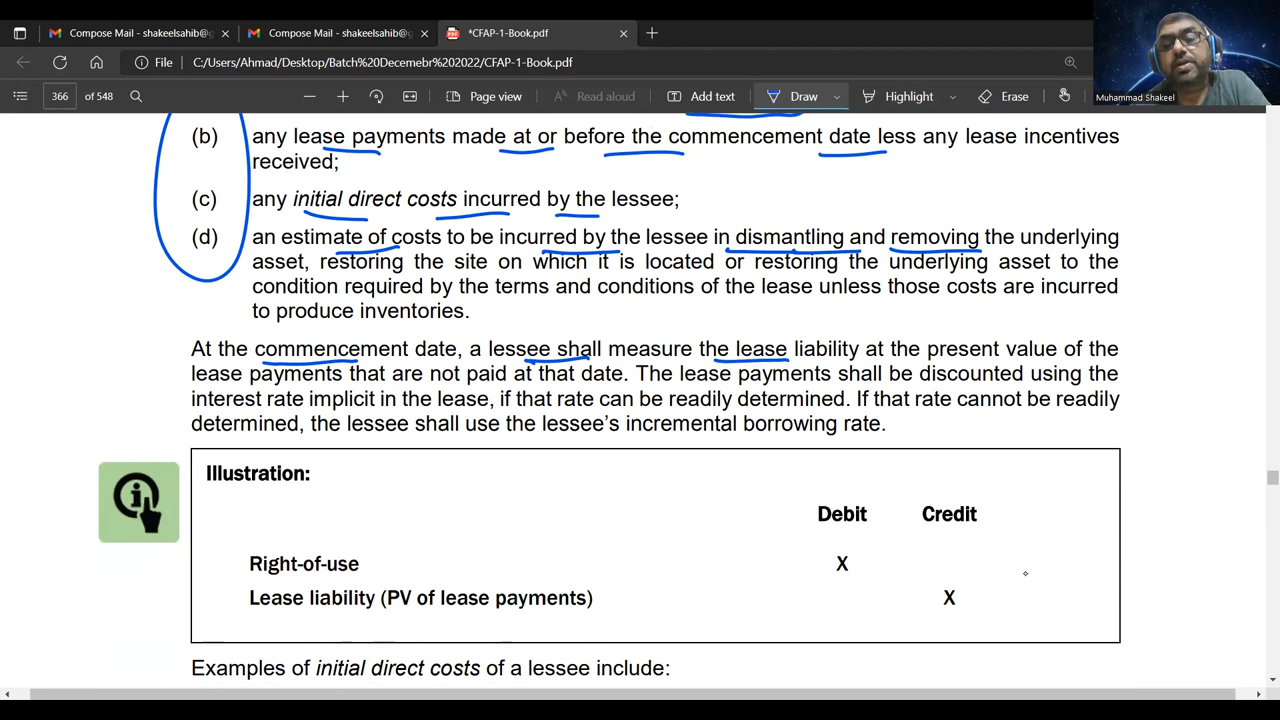 Compose Mail - shakeelsahib@g
Compose Mail - shakeelsahib@g
*CFAP-1-Book.pdf
File C:/Users/Ahmad/Desktop/Batch%20Decemebr%202022/CFAP-1-Book.pdf
Muhammad Shakeel
366 of 548
Page view
Read aloud
Add text
Draw
Highlight
Erase
(b) any lease payments made at or before the commencement date less any lease incentives
received;
(c) any initial direct costs incurred by the lessee;
(d) an estimate of costs to be incurred by the lessee in dismantling and removing the underlying
asset, restoring the site on which it is located or restoring the underlying asset to the
condition required by the terms and conditions of the lease unless those costs are incurred
to produce inventories.
At the commencement date, a lessee shall measure the lease liability at the present value of the
lease payments that are not paid at that date. The lease payments shall be discounted using the
interest rate implicit in the lease, if that rate can be readily determined. If that rate cannot be readily
determined, the lessee shall use the lessee’s incremental borrowing rate.
Illustration:
Debit Credit
Right-of-use X
Lease liability (PV of lease payments) X
Examples of initial direct costs of a lessee include: